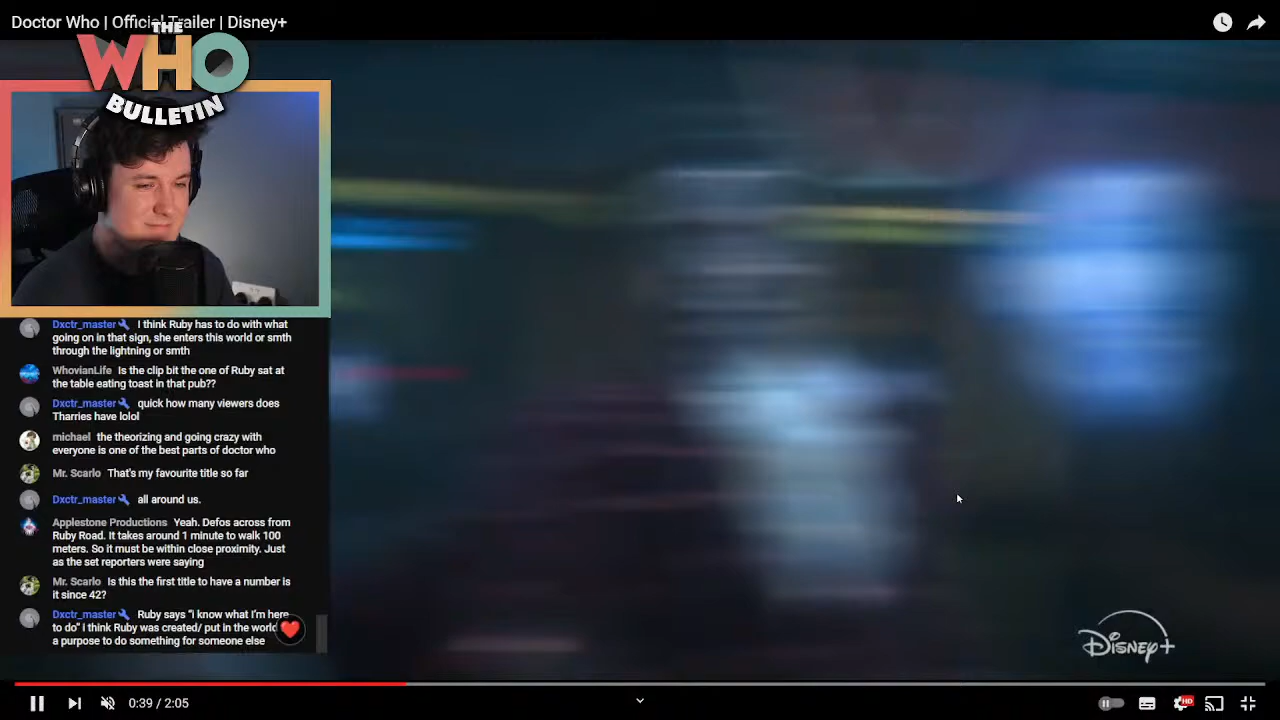 Doctor Who | Official Trailer | Disney+
THE
WHO
BULLETIN
Dxctr_master I think Ruby has to do with what
going on in that sign, she enters this world or smth
through the lightning or smth
WhovianLife Is the clip bit the one of Ruby sat at
the table eating toast in that pub??
Dxctr_master quick how many viewers does
Tharries have lolol
michael the theorizing and going crazy with
everyone is one of the best parts of doctor who
Mr. Scarlo That's my favourite title so far
Dxctr_master all around us.
Applestone Productions Yeah. Defos across from
Ruby Road. It takes around 1 minute to walk 100
meters. So it must be within close proximity. Just
as the set reporters were saying
Mr. Scarlo Is this the first title to have a number is
it since 42?
Dxctr_master Ruby says “i know what I’m here
to do” i think Ruby was created/ put in the world
a purpose to do something for someone else
Disney+
0:39 / 2:05
HD